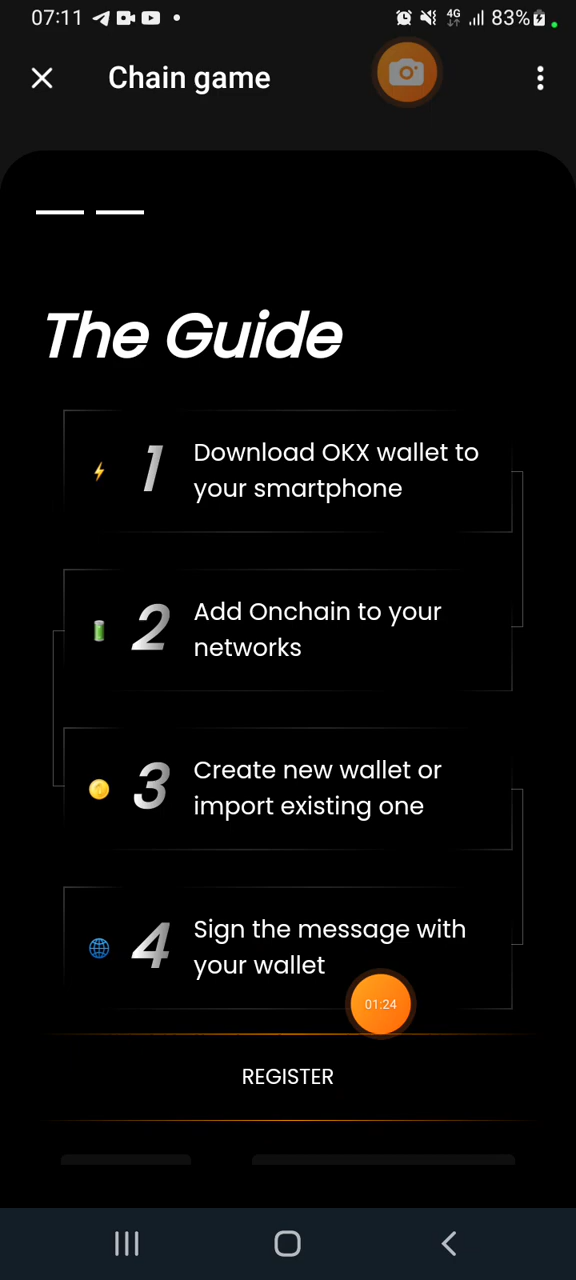 07:11
4G
83%
Chain game
The Guide
1
Download OKX wallet to
your smartphone
2
Add Onchain to your
networks
3
Create new wallet or
import existing one
4
Sign the message with
your wallet
01:24
REGISTER